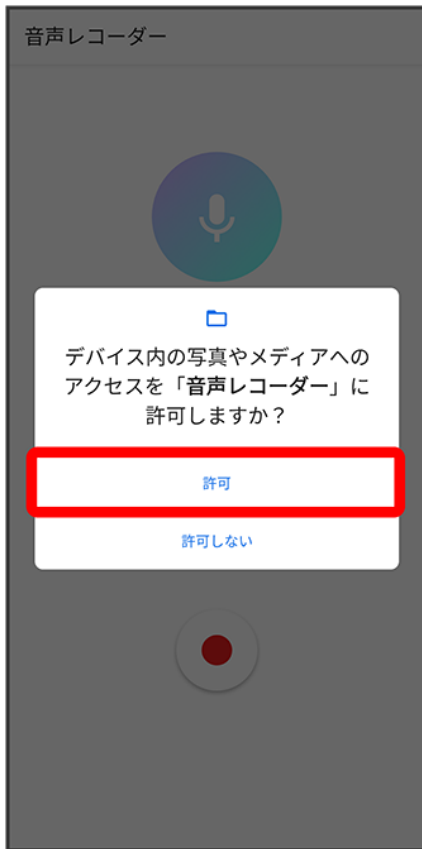 音声レコーダー
デバイス内の写真やメディアへの
アクセスを「音声レコーダー」に
許可しますか？
許可
許可しない